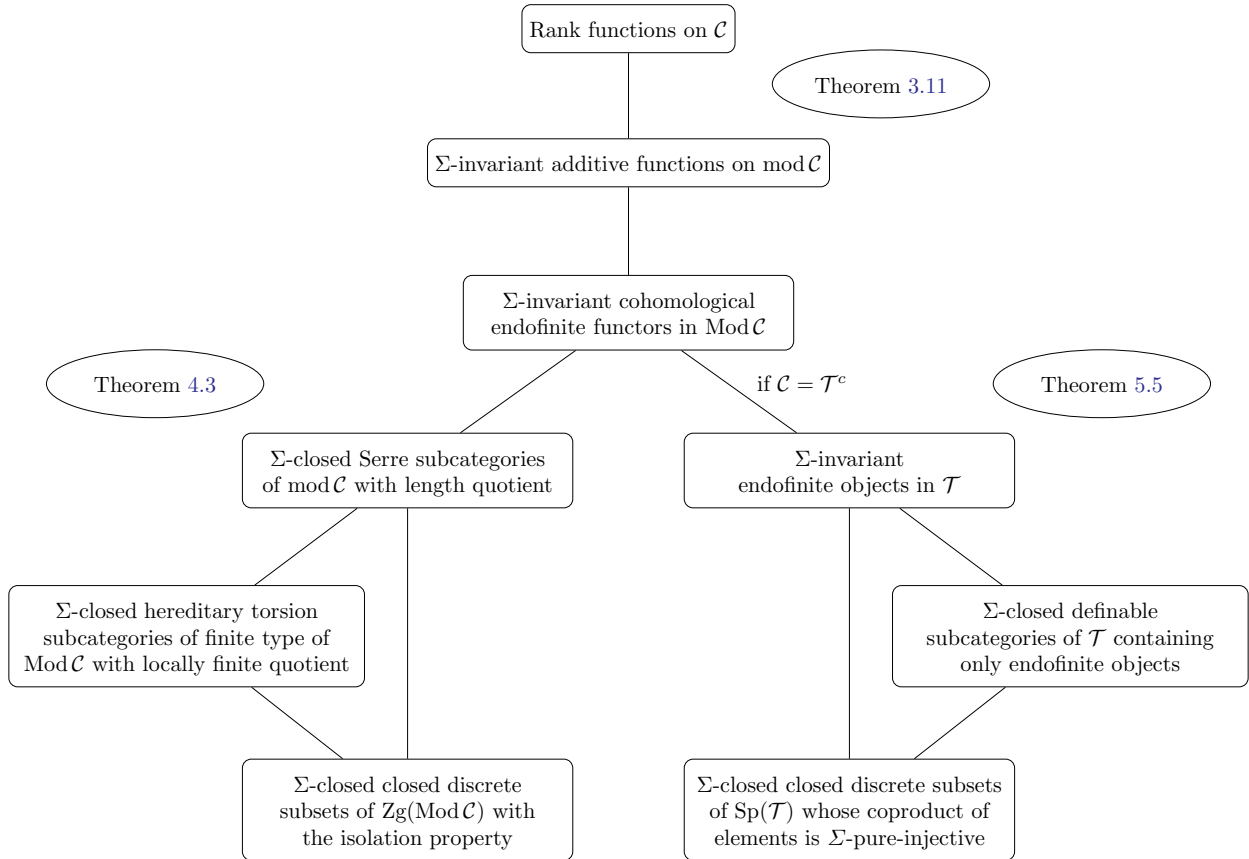 Rank functions on 𝒞
Theorem 3.11
Σ-invariant additive functions on mod 𝒞
Σ-invariant cohomological
endofinite functors in Mod 𝒞
Theorem 4.3
if 𝒞 = 𝒯ᶜ
Theorem 5.5
Σ-closed Serre subcategories
of mod 𝒞 with length quotient
Σ-invariant
endofinite objects in 𝒯
Σ-closed hereditary torsion
subcategories of finite type of
Mod 𝒞 with locally finite quotient
Σ-closed definable
subcategories of 𝒯 containing
only endofinite objects
Σ-closed closed discrete
subsets of Zg(Mod 𝒞) with
the isolation property
Σ-closed closed discrete subsets
of Sp(𝒯) whose coproduct of
elements is Σ-pure-injective